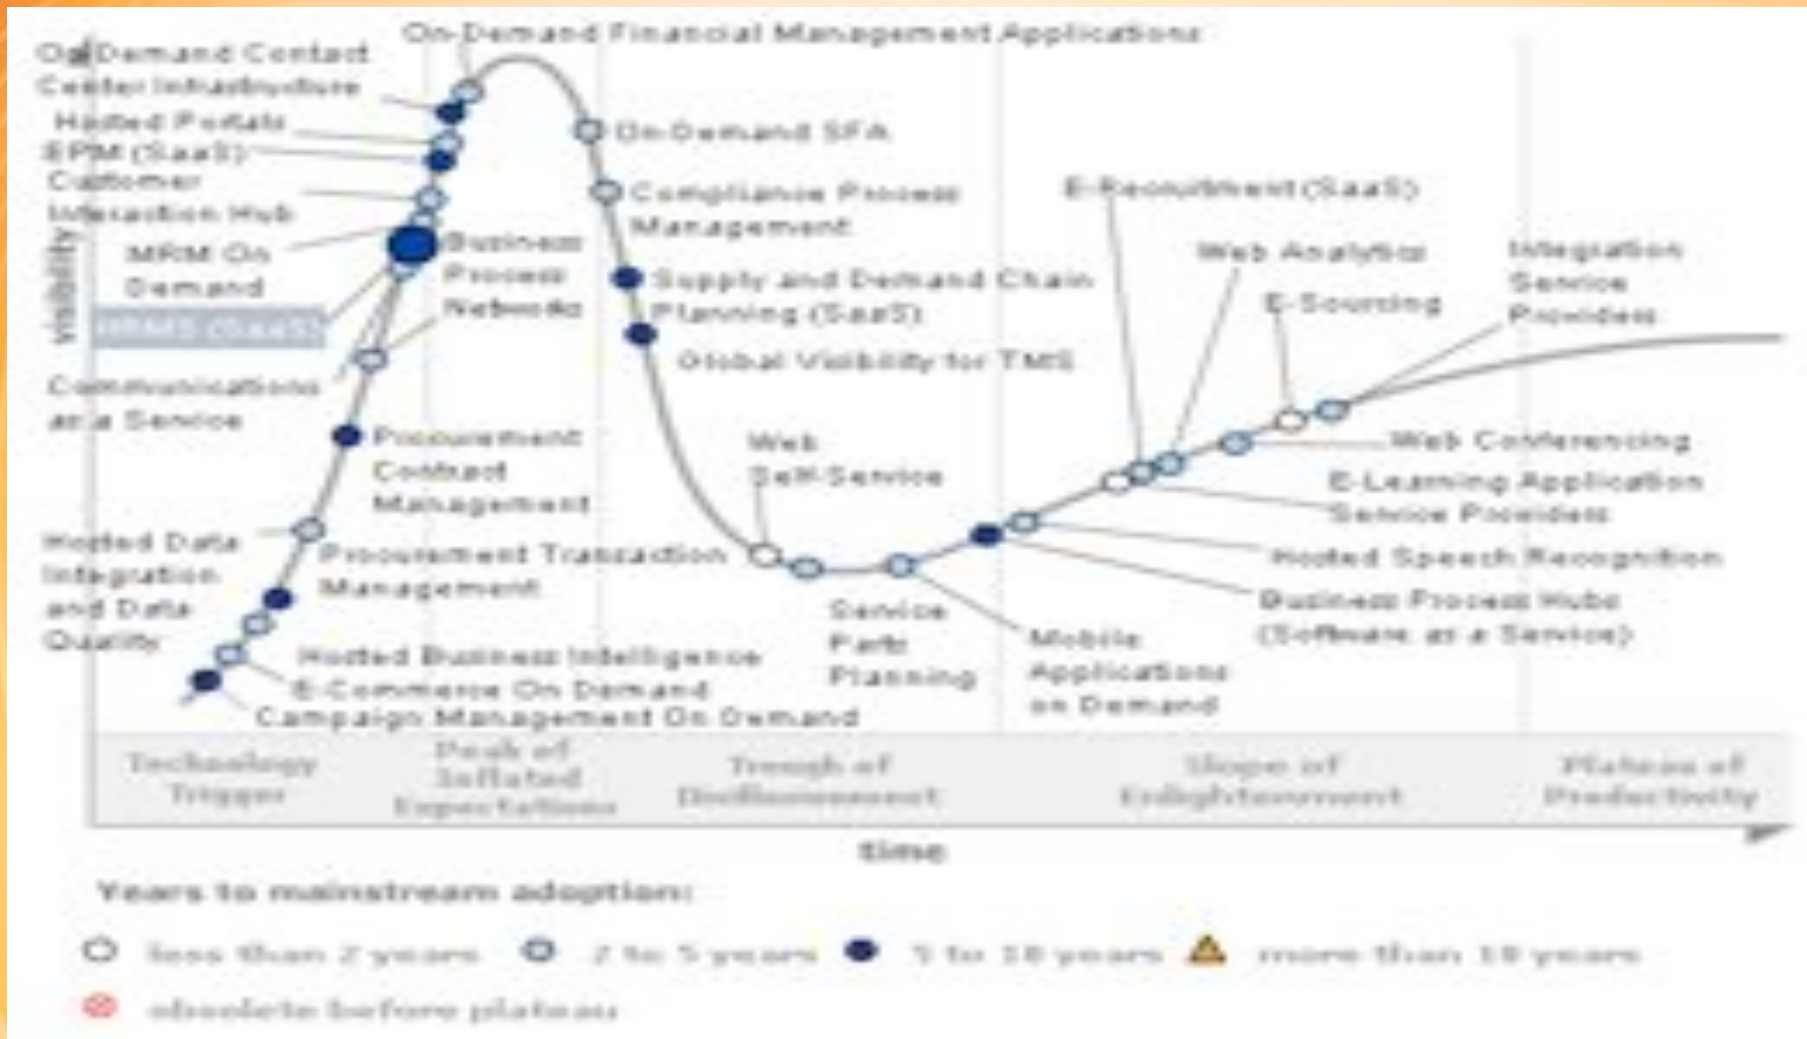 On-Demand Financial Management Applications
On-Demand Contact
Center Infrastructure
Hosted Portals
EPM (SaaS)
Customer
Interaction Hub
MRM On
Demand
HRMS (SaaS)
Communications
as a Service
Business
Process
Networks
Procurement
Contract
Management
Hosted Data
Integration
and Data
Quality
Procurement Transaction
Management
Hosted Business Intelligence
E-Commerce On Demand
Campaign Management On Demand
On-Demand SFA
Compliance Process
Management
Supply and Demand Chain
Planning (SaaS)
Global Visibility for TMS
Web
Self-Service
Service
Parts
Planning
Mobile
Applications
on Demand
E-Recruitment (SaaS)
Web Analytics
E-Sourcing
Integration
Service
Providers
Web Conferencing
E-Learning Application
Service Providers
Hosted Speech Recognition
Business Process Hubs
(Software as a Service)
visibility
Technology
Trigger
Peak of
Inflated
Expectations
Trough of
Disillusionment
Slope of
Enlightenment
Plateau of
Productivity
time
Years to mainstream adoption:
less than 2 years
2 to 5 years
5 to 10 years
more than 10 years
obsolete before plateau